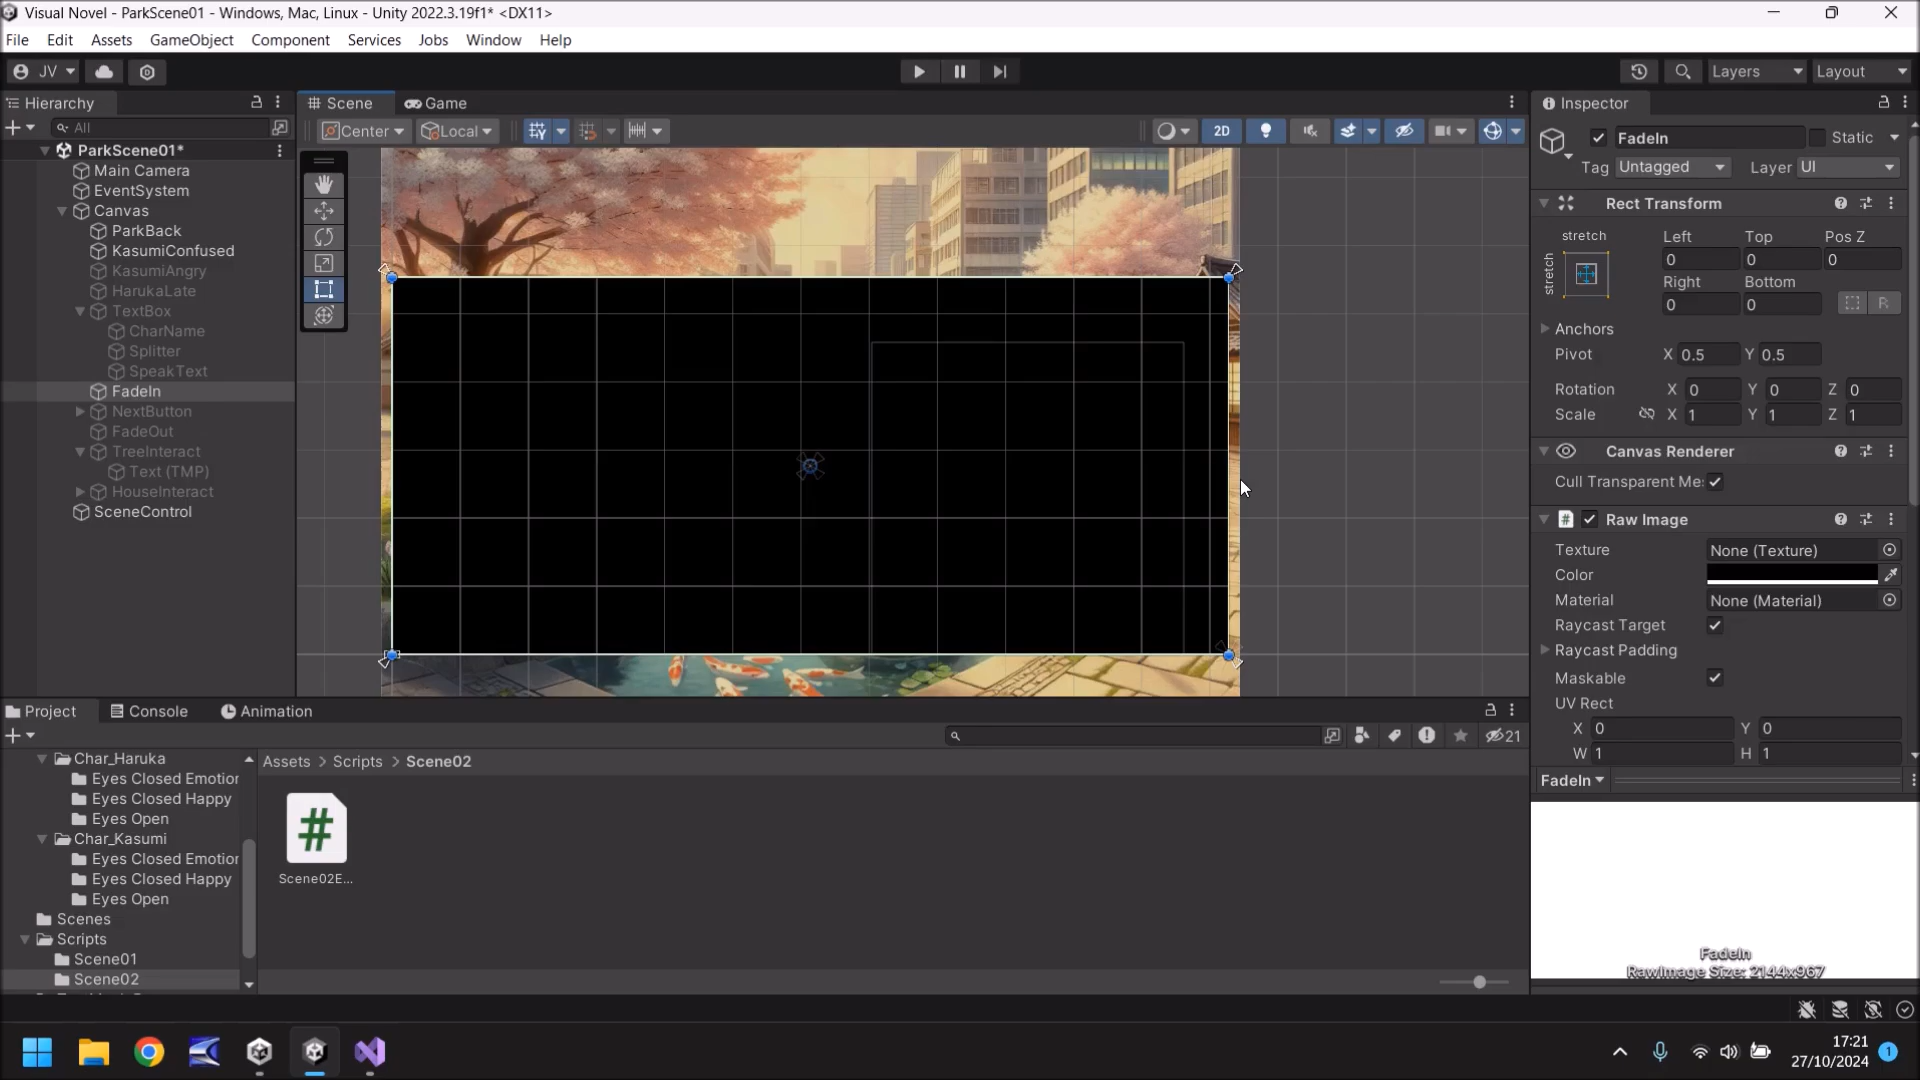 Visual Novel - ParkScene01 - Windows, Mac, Linux - Unity 2022.3.19f1* <DX11>
File Edit Assets GameObject Component Services Jobs Window Help
JV Layers Layout
Hierarchy Scene Game Inspector
All Center Local 2D FadeIn Static
Tag Untagged Layer UI
ParkScene01*
Main Camera
EventSystem
Canvas
ParkBack
KasumiConfused
KasumiAngry
HarukaLate
TextBox
CharName
Splitter
SpeakText
FadeIn
NextButton
FadeOut
TreeInteract
Text (TMP)
HouseInteract
SceneControl
Rect Transform
stretch Left Top Pos Z
stretch 0 0 0
Right Bottom
0 0 R
Anchors
Pivot X 0.5 Y 0.5
Rotation X 0 Y 0 Z 0
Scale X 1 Y 1 Z 1
Canvas Renderer
Cull Transparent Me:
# Raw Image
Texture None (Texture)
Color
Material None (Material)
Raycast Target
Raycast Padding
Maskable
UV Rect
X 0 Y 0
W 1 H 1
FadeIn
FadeIn
RawImage Size: 2144x967
Project Console Animation
21
Char_Haruka
Eyes Closed Emotior
Eyes Closed Happy
Eyes Open
Char_Kasumi
Eyes Closed Emotior
Eyes Closed Happy
Eyes Open
Scenes
Scripts
Scene01
Scene02
Assets > Scripts > Scene02
#
Scene02E...
17:21
27/10/2024
1